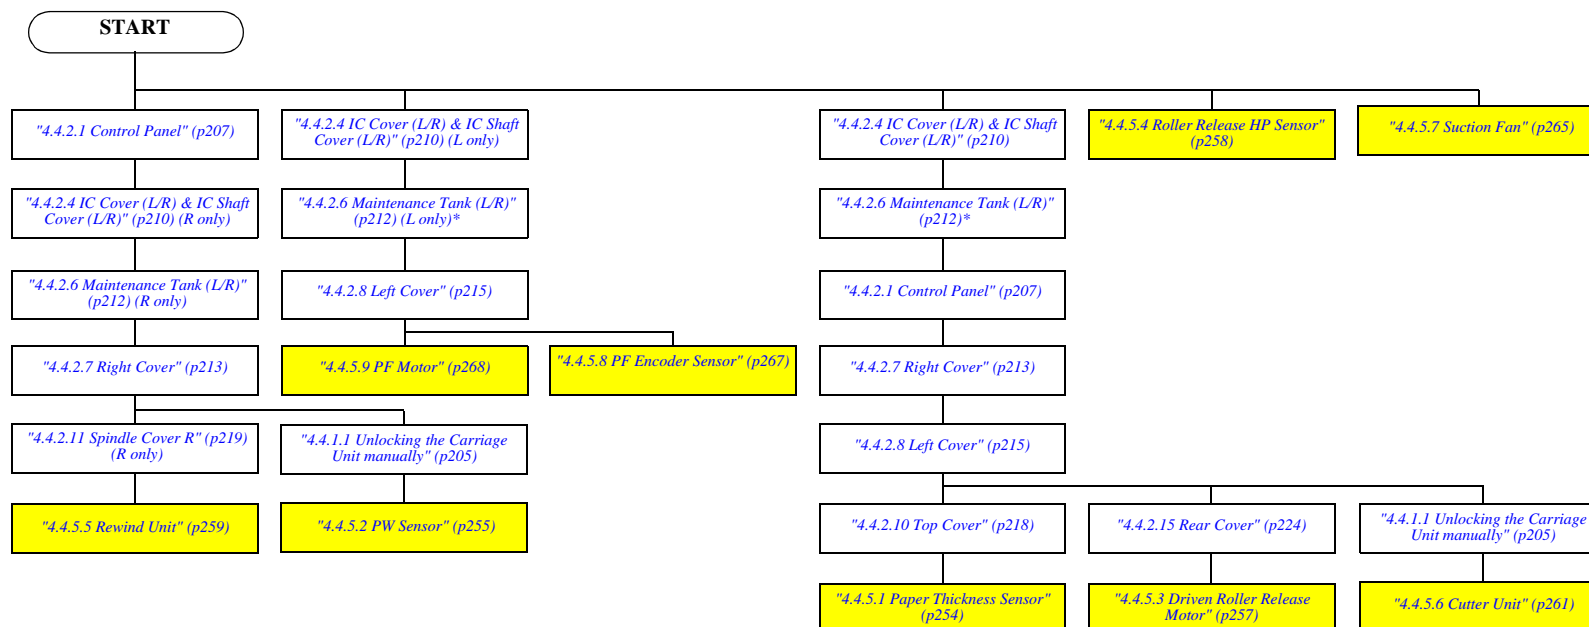 START
"4.4.2.1 Control Panel" (p207)
"4.4.2.4 IC Cover (L/R) & IC Shaft
Cover (L/R)" (p210) (L only)
"4.4.2.4 IC Cover (L/R) & IC Shaft
Cover (L/R)" (p210)
"4.4.5.4 Roller Release HP Sensor"
(p258)
"4.4.5.7 Suction Fan" (p265)
"4.4.2.4 IC Cover (L/R) & IC Shaft
Cover (L/R)" (p210) (R only)
"4.4.2.6 Maintenance Tank (L/R)"
(p212) (L only)*
"4.4.2.6 Maintenance Tank (L/R)"
(p212)*
"4.4.2.6 Maintenance Tank (L/R)"
(p212) (R only)
"4.4.2.8 Left Cover" (p215)
"4.4.2.1 Control Panel" (p207)
"4.4.2.7 Right Cover" (p213)
"4.4.5.9 PF Motor" (p268)
"4.4.5.8 PF Encoder Sensor" (p267)
"4.4.2.7 Right Cover" (p213)
"4.4.2.11 Spindle Cover R" (p219)
(R only)
"4.4.1.1 Unlocking the Carriage
Unit manually" (p205)
"4.4.2.8 Left Cover" (p215)
"4.4.5.5 Rewind Unit" (p259)
"4.4.5.2 PW Sensor" (p255)
"4.4.2.10 Top Cover" (p218)
"4.4.2.15 Rear Cover" (p224)
"4.4.1.1 Unlocking the Carriage
Unit manually" (p205)
"4.4.5.1 Paper Thickness Sensor"
(p254)
"4.4.5.3 Driven Roller Release
Motor" (p257)
"4.4.5.6 Cutter Unit" (p261)